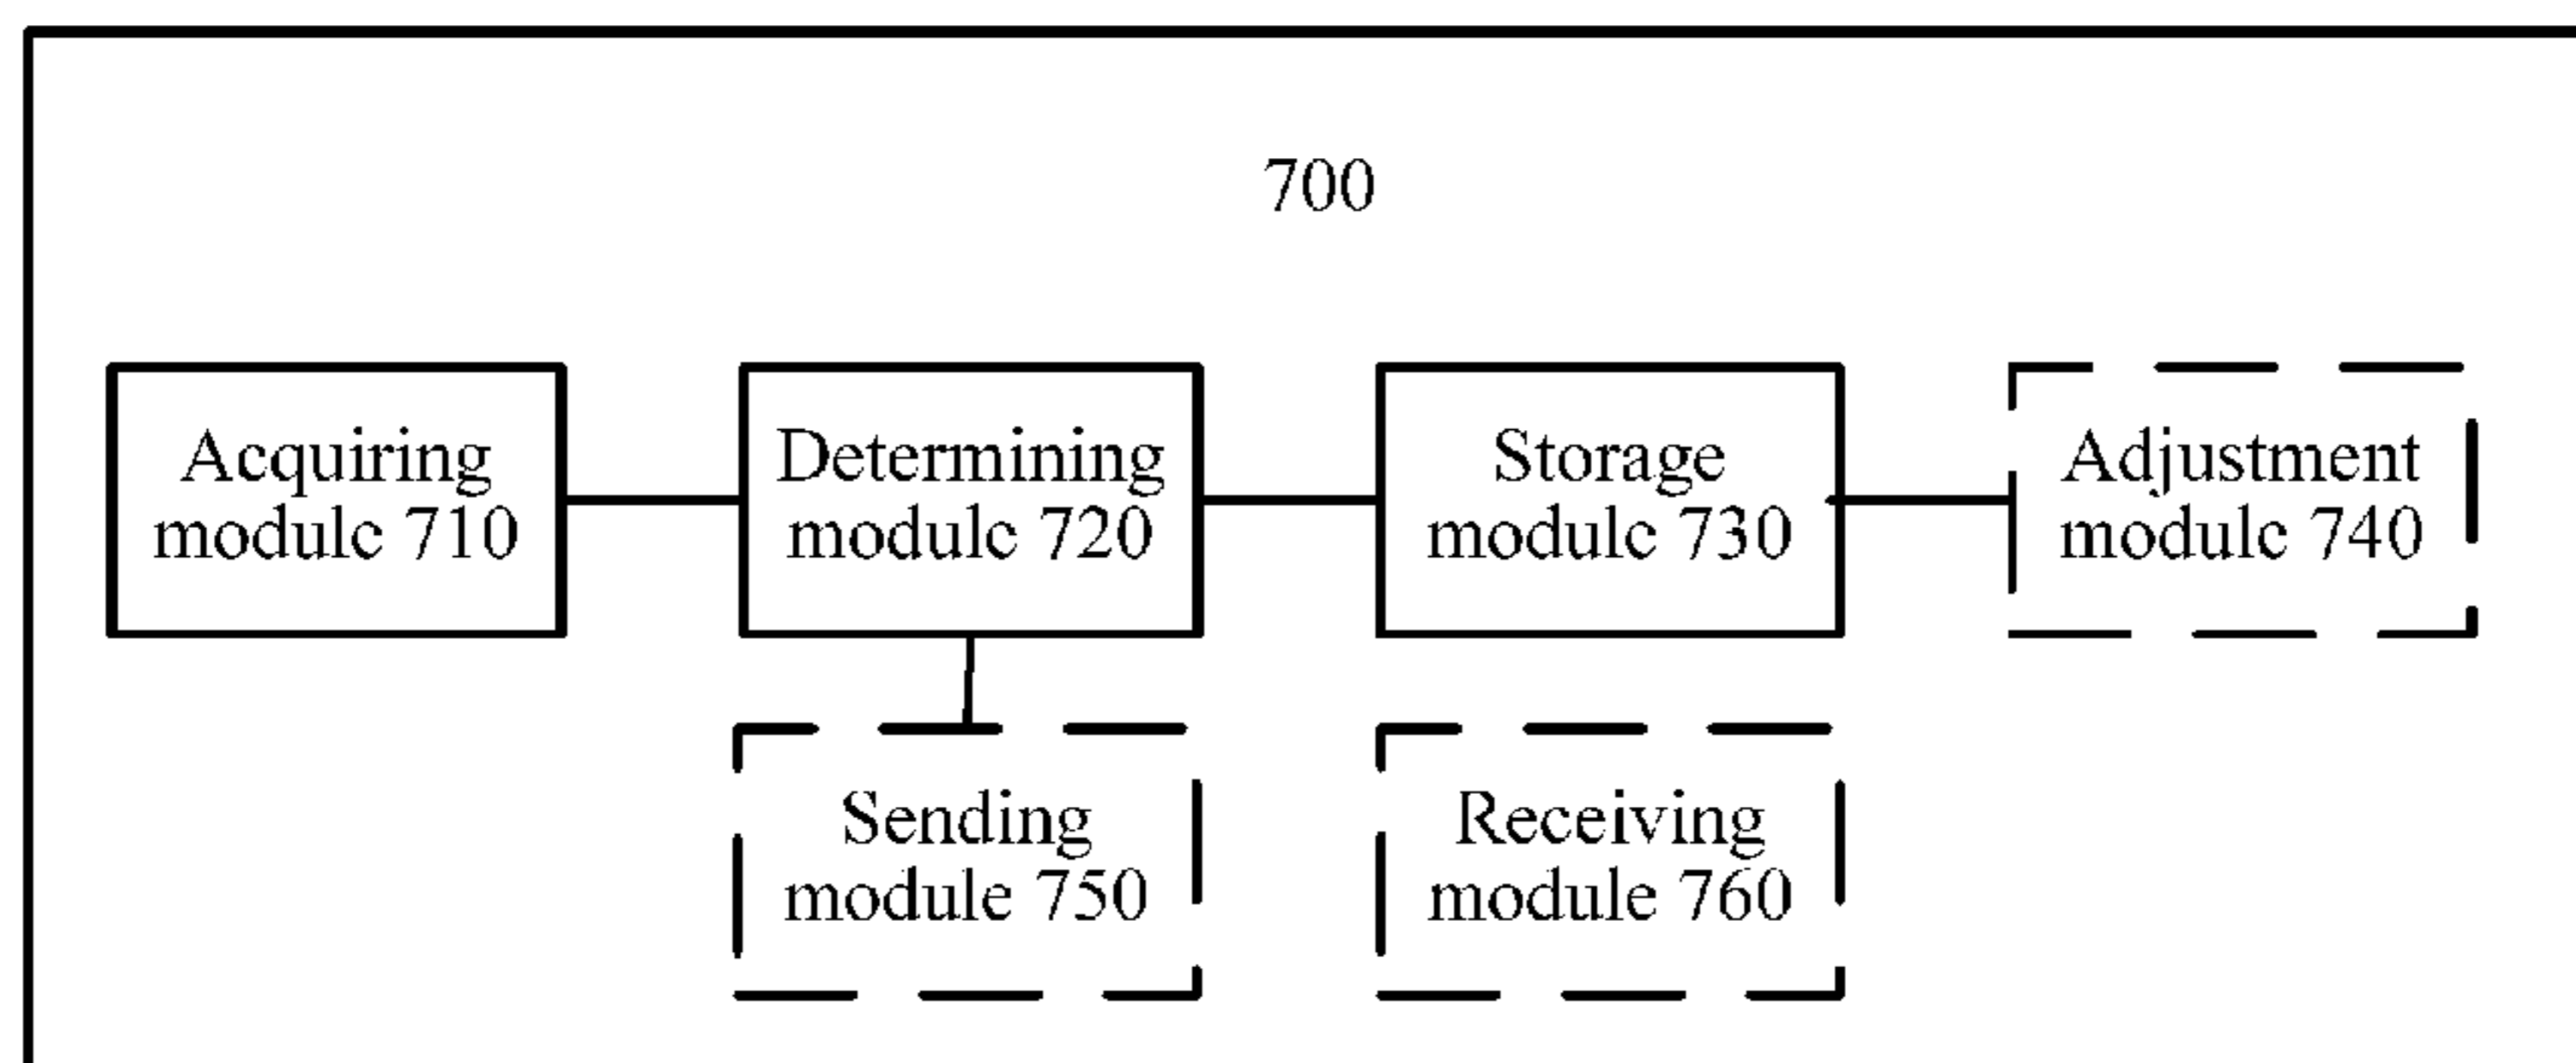 700
Acquiring
module 710
Determining
module 720
Storage
module 730
Adjustment
module 740
Sending
module 750
Receiving
module 760